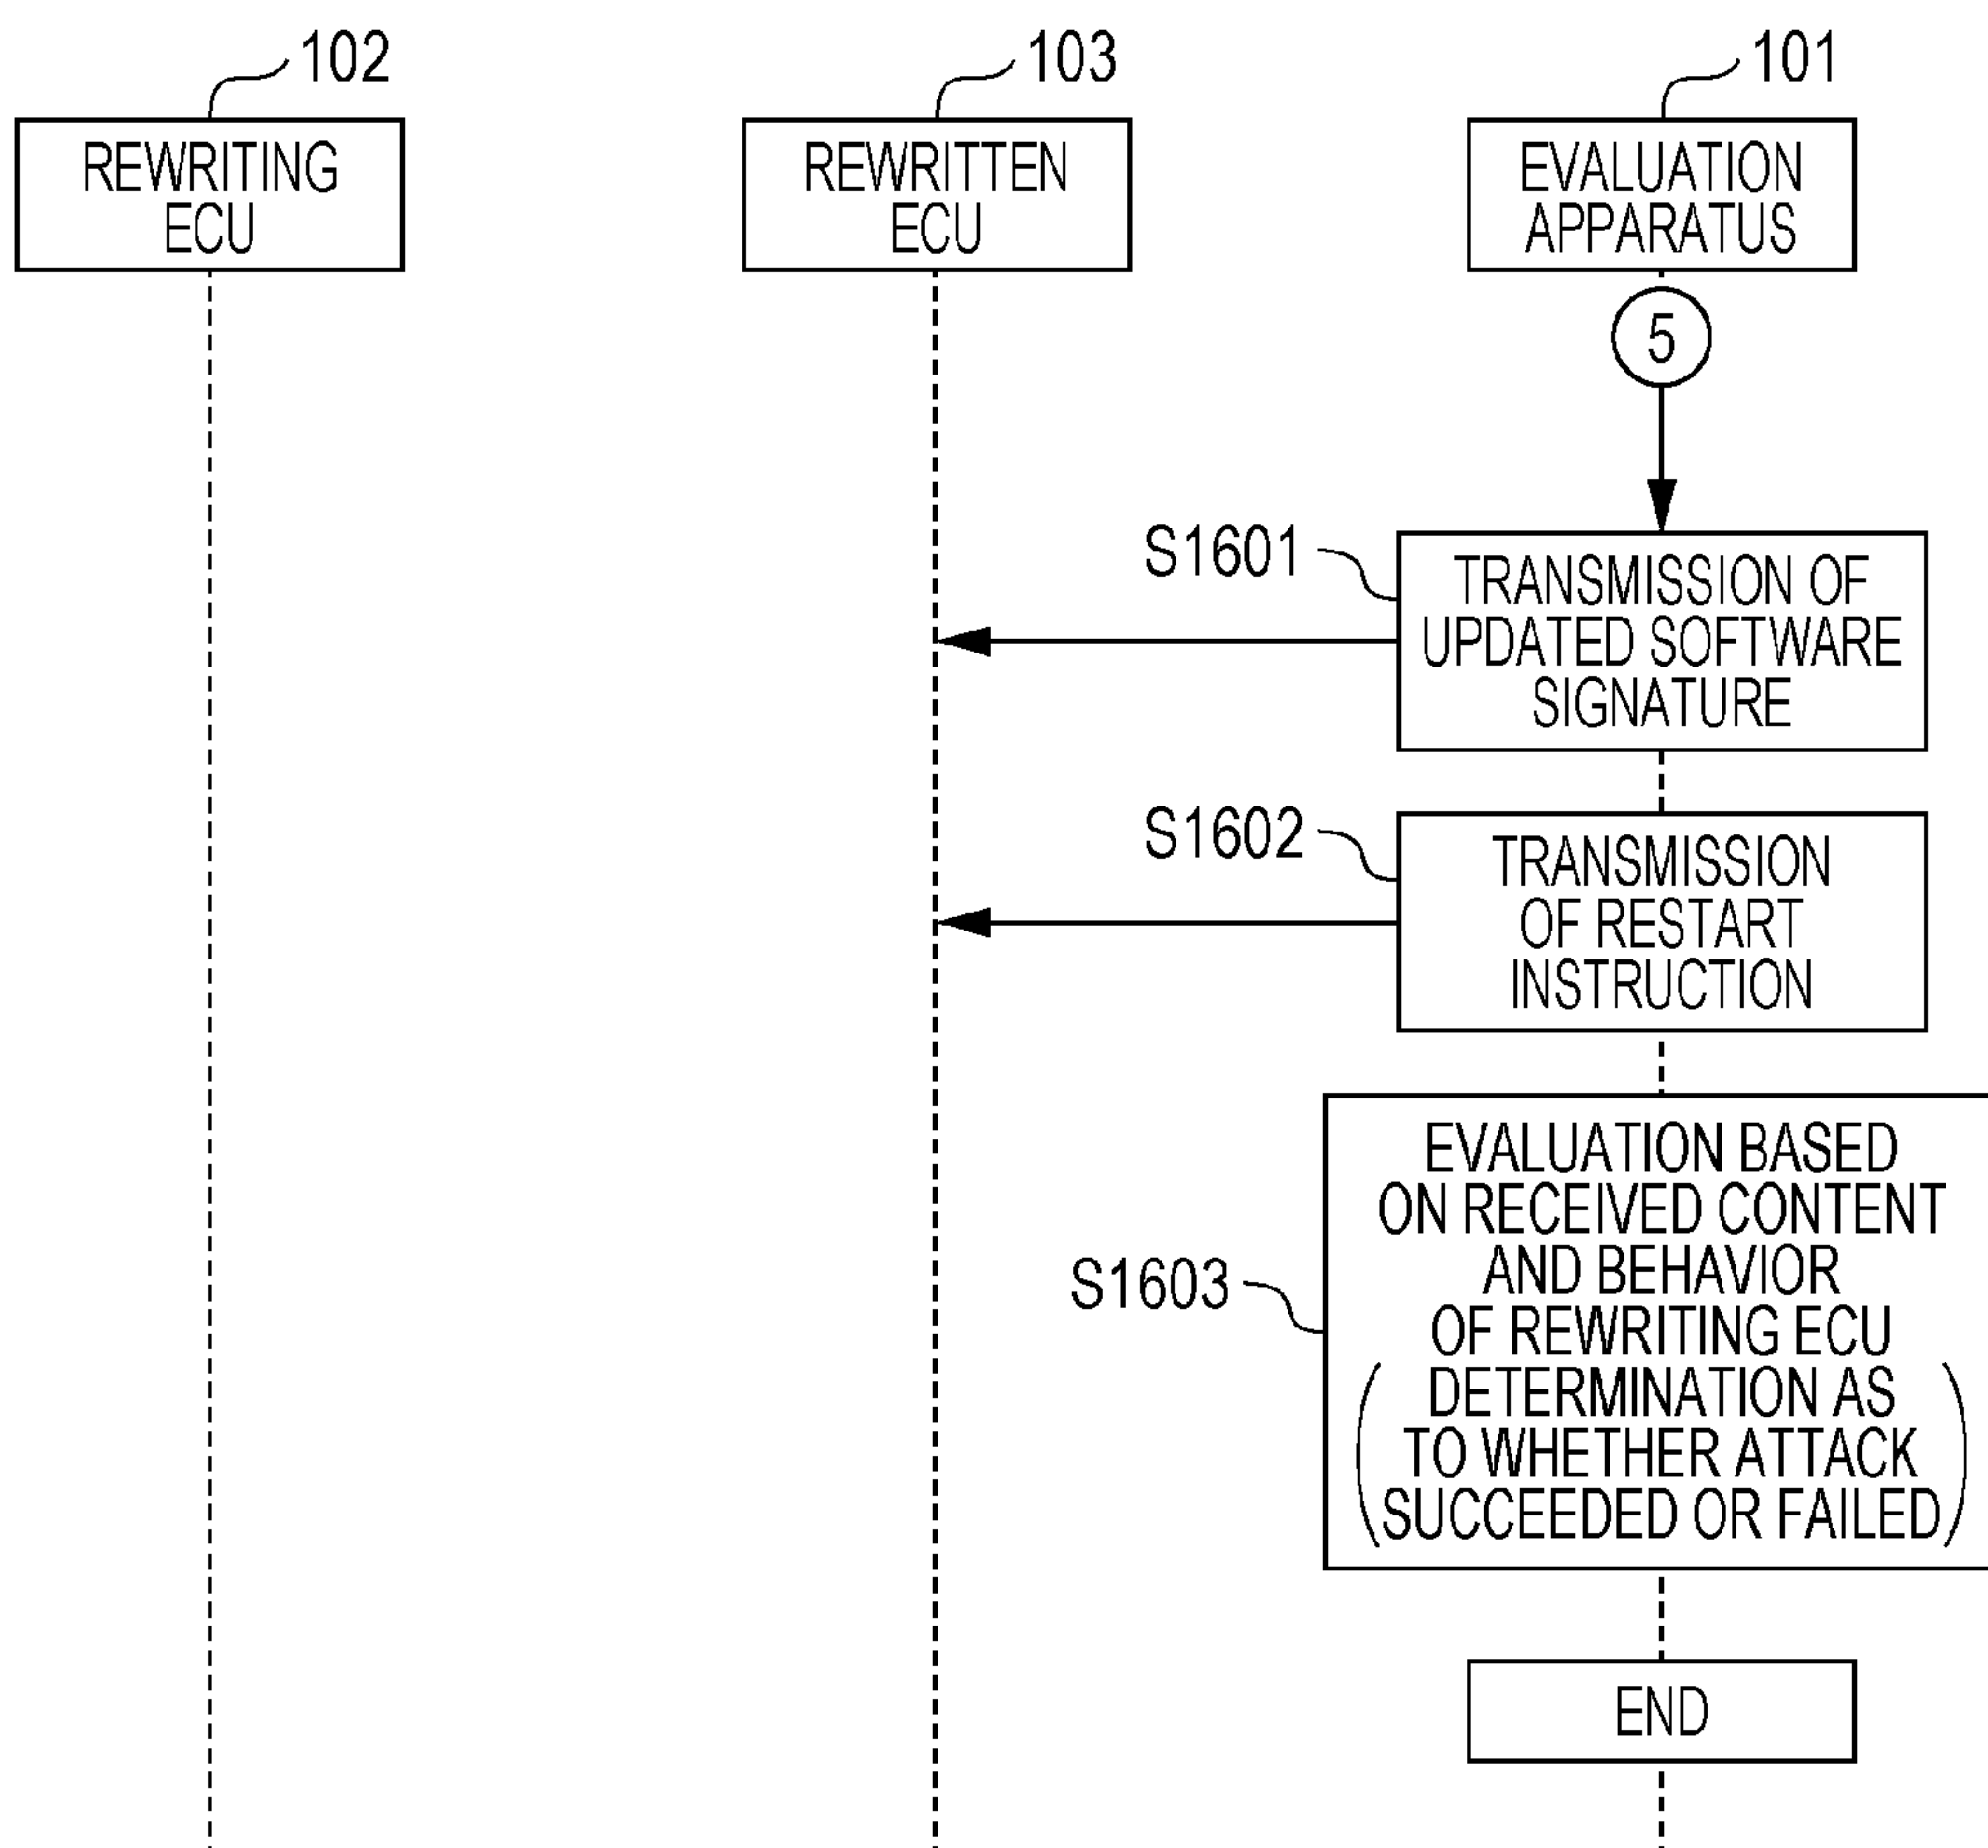 102
103
101
REWRITING
ECU
REWRITTEN
ECU
EVALUATION
APPARATUS
5
S1601
TRANSMISSION OF
UPDATED SOFTWARE
SIGNATURE
S1602
TRANSMISSION
OF RESTART
INSTRUCTION
S1603
EVALUATION BASED
ON RECEIVED CONTENT
AND BEHAVIOR
OF REWRITING ECU
(DETERMINATION AS
TO WHETHER ATTACK
SUCCEEDED OR FAILED)
END